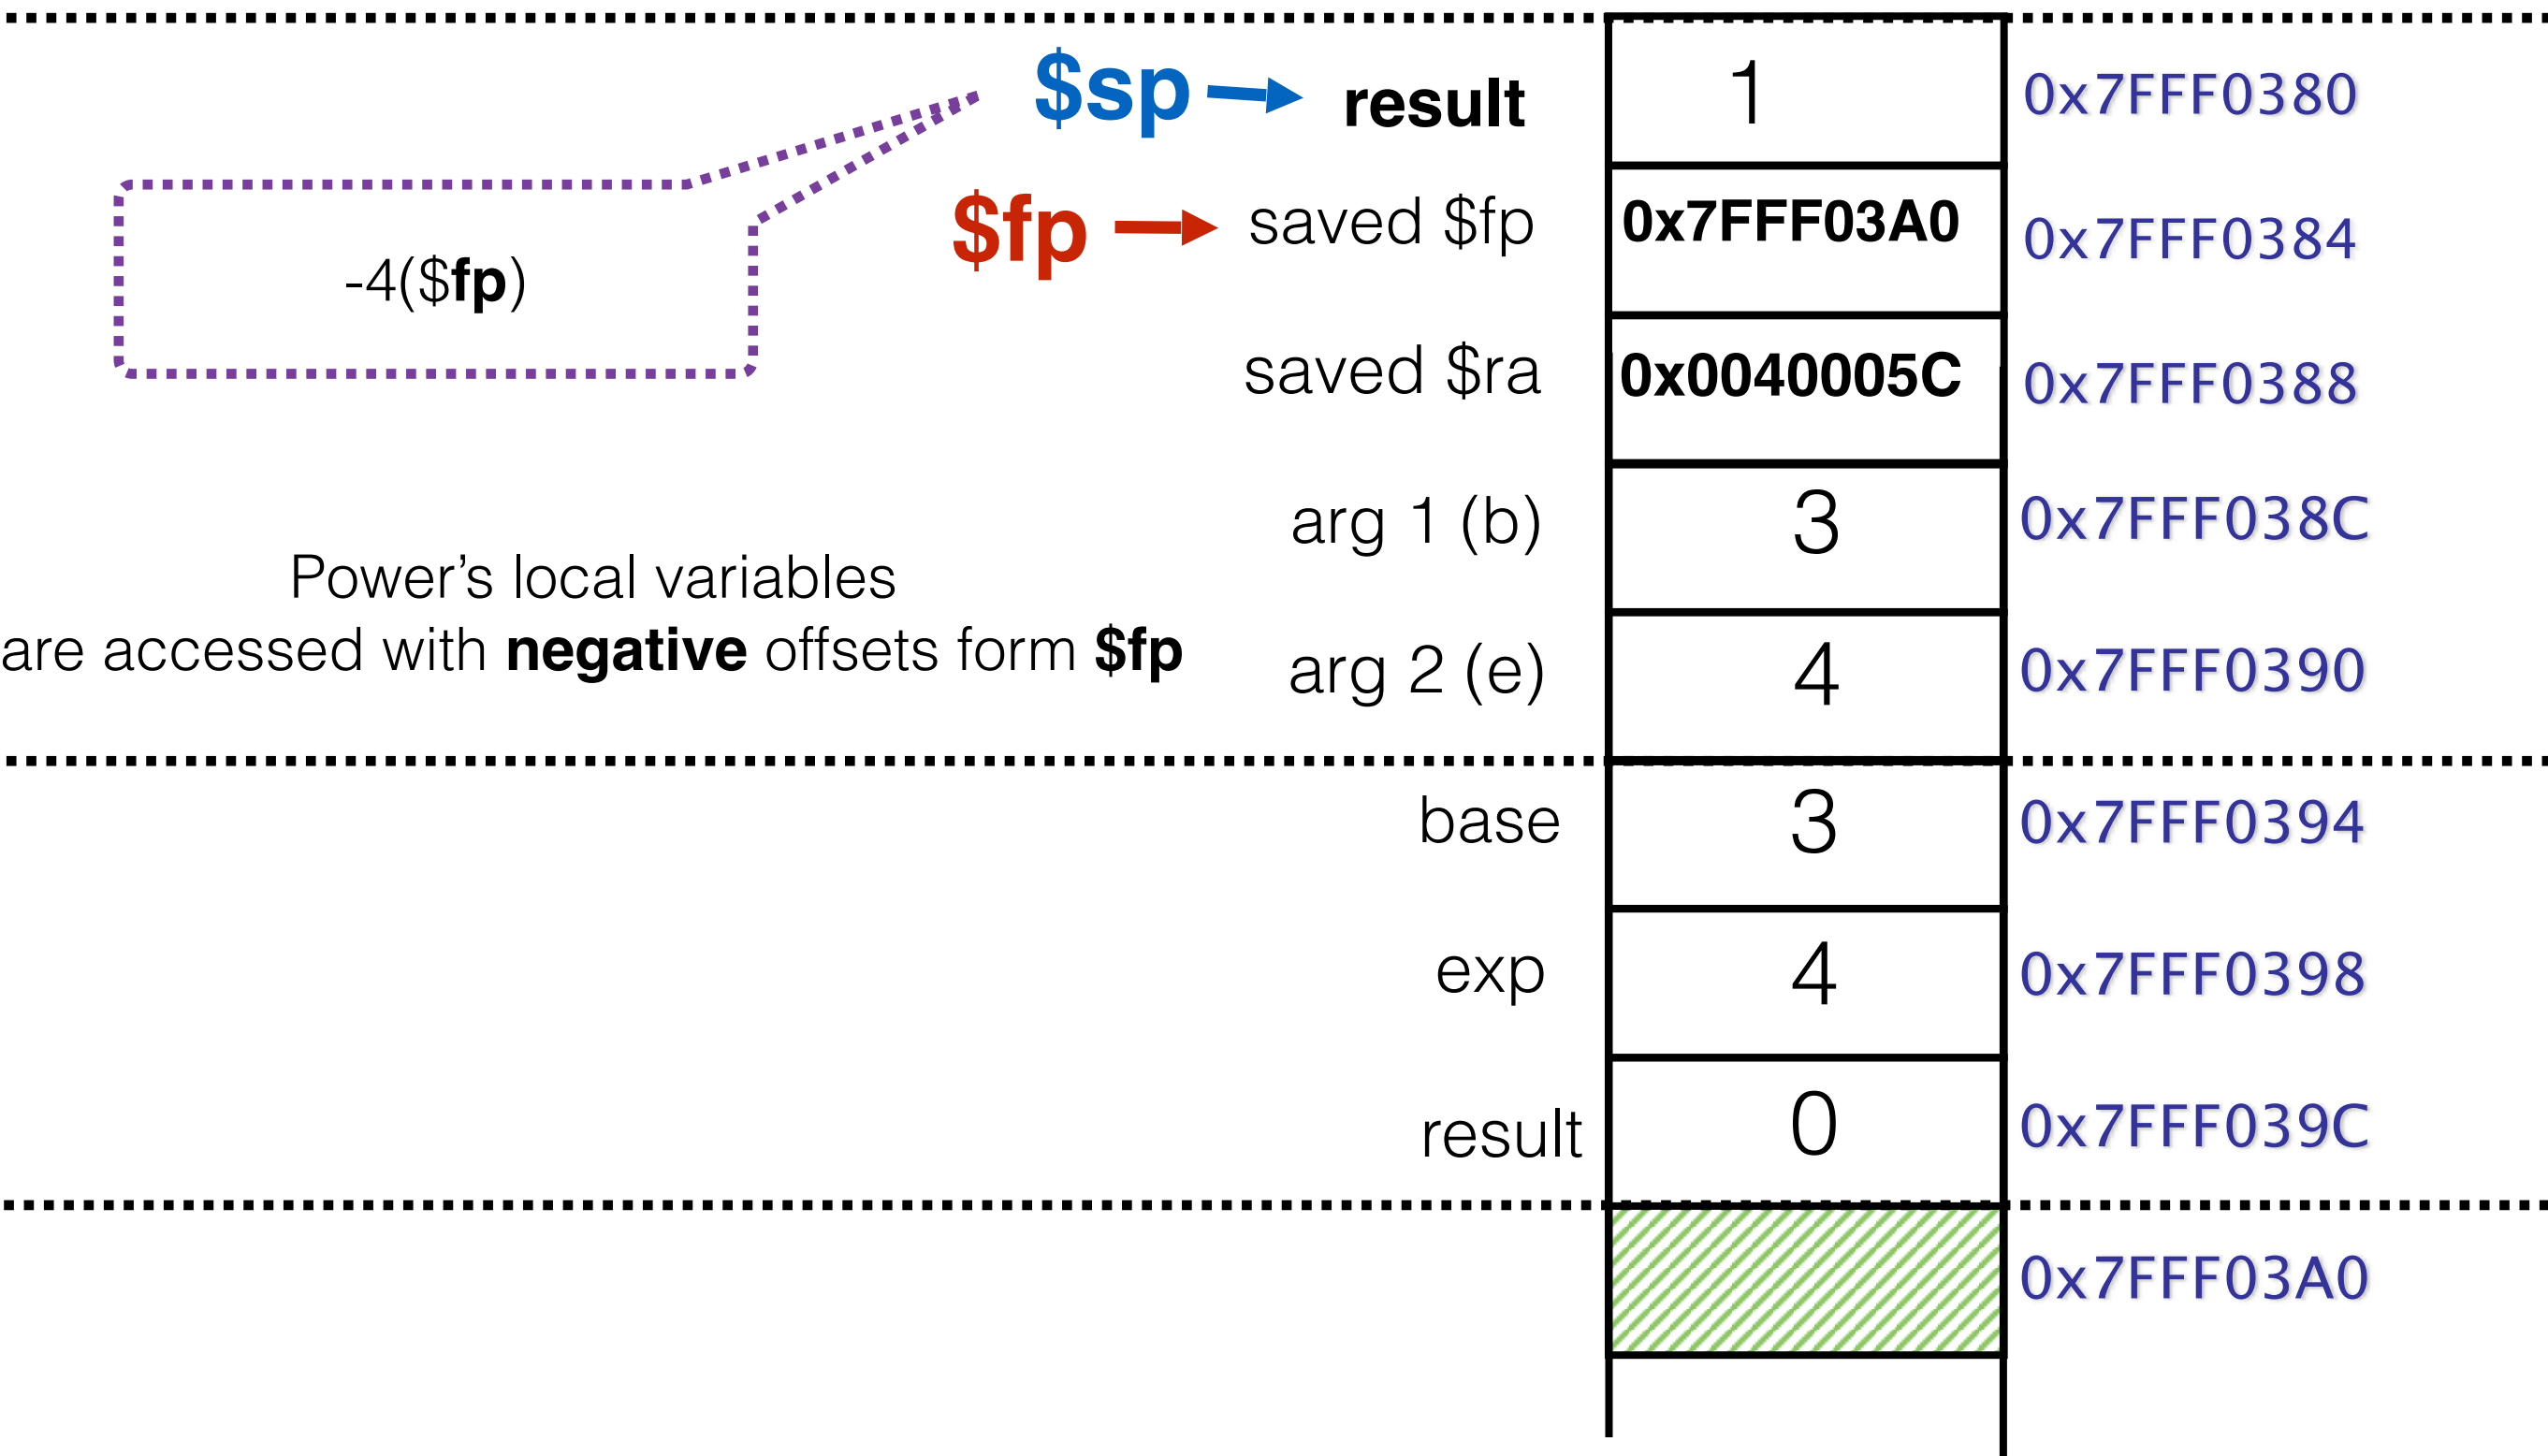 $sp result 1 0x7FFF0380
-4($fp)
$fp saved $fp 0x7FFF03A0 0x7FFF0384
saved $ra 0x0040005C 0x7FFF0388
arg 1 (b) 3 0x7FFF038C
Power’s local variables
are accessed with negative offsets form $fp
arg 2 (e) 4 0x7FFF0390
base 3 0x7FFF0394
exp 4 0x7FFF0398
result 0 0x7FFF039C
0x7FFF03A0